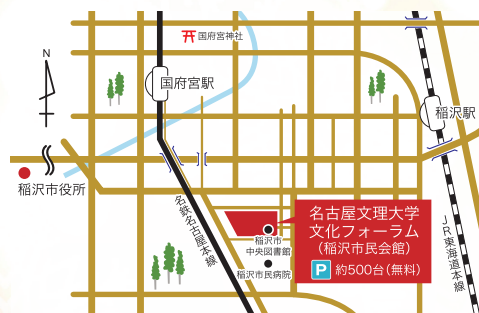 N
国府宮神社
国府宮駅
稲沢駅
稲沢市役所
名鉄名古屋本線
名古屋文理大学
文化フォーラム
(稲沢市民会館)
P 約500台(無料)
稲沢市
中央図書館
稲沢市民病院
JR東海道本線